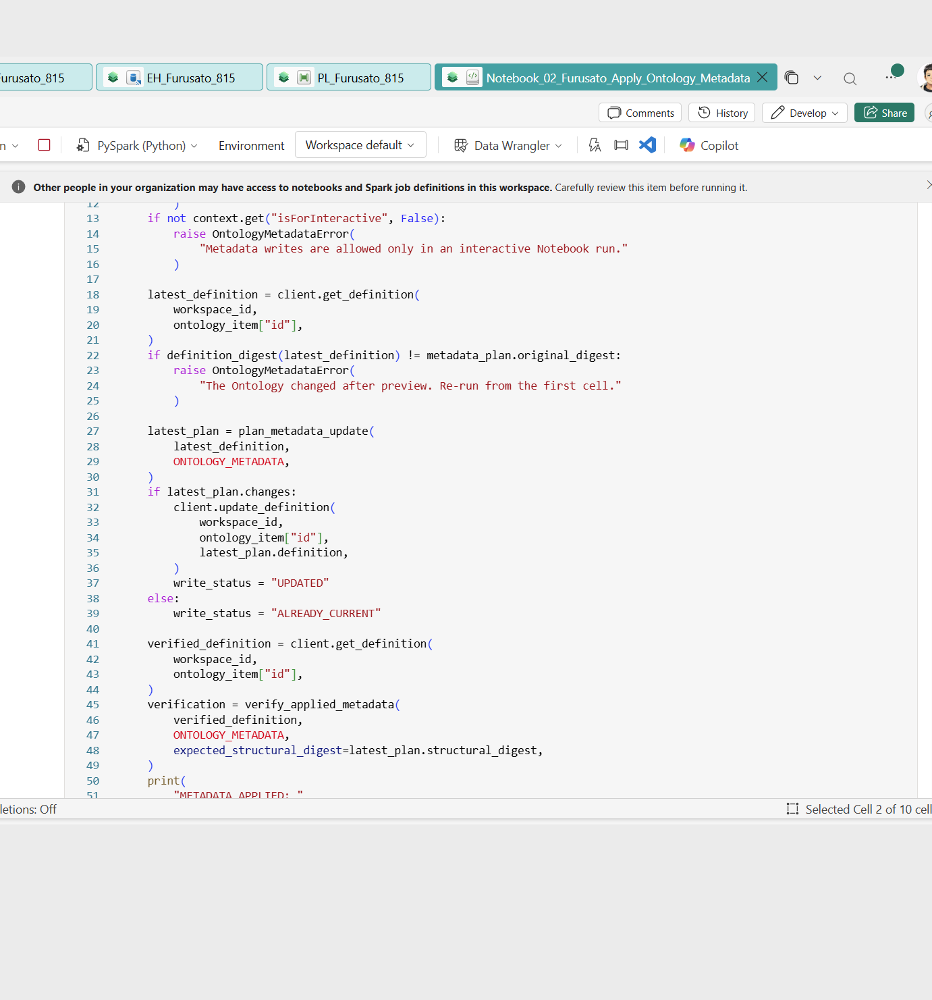 Furusato_815 EH_Furusato_815 PL_Furusato_815 Notebook_02_Furusato_Apply_Ontology_Metadata
Comments History Develop Share
PySpark (Python) Environment Workspace default Data Wrangler Copilot
Other people in your organization may have access to notebooks and Spark job definitions in this workspace. Carefully review this item before running it.
12 )
13 if not context.get("isForInteractive", False):
14 raise OntologyMetadataError(
15 "Metadata writes are allowed only in an interactive Notebook run."
16 )
17
18 latest_definition = client.get_definition(
19 workspace_id,
20 ontology_item["id"],
21 )
22 if definition_digest(latest_definition) != metadata_plan.original_digest:
23 raise OntologyMetadataError(
24 "The Ontology changed after preview. Re-run from the first cell."
25 )
26
27 latest_plan = plan_metadata_update(
28 latest_definition,
29 ONTOLOGY_METADATA,
30 )
31 if latest_plan.changes:
32 client.update_definition(
33 workspace_id,
34 ontology_item["id"],
35 latest_plan.definition,
36 )
37 write_status = "UPDATED"
38 else:
39 write_status = "ALREADY_CURRENT"
40
41 verified_definition = client.get_definition(
42 workspace_id,
43 ontology_item["id"],
44 )
45 verification = verify_applied_metadata(
46 verified_definition,
47 ONTOLOGY_METADATA,
48 expected_structural_digest=latest_plan.structural_digest,
49 )
50 print(
51 "METADATA APPLIED: "
letions: Off Selected Cell 2 of 10 cell